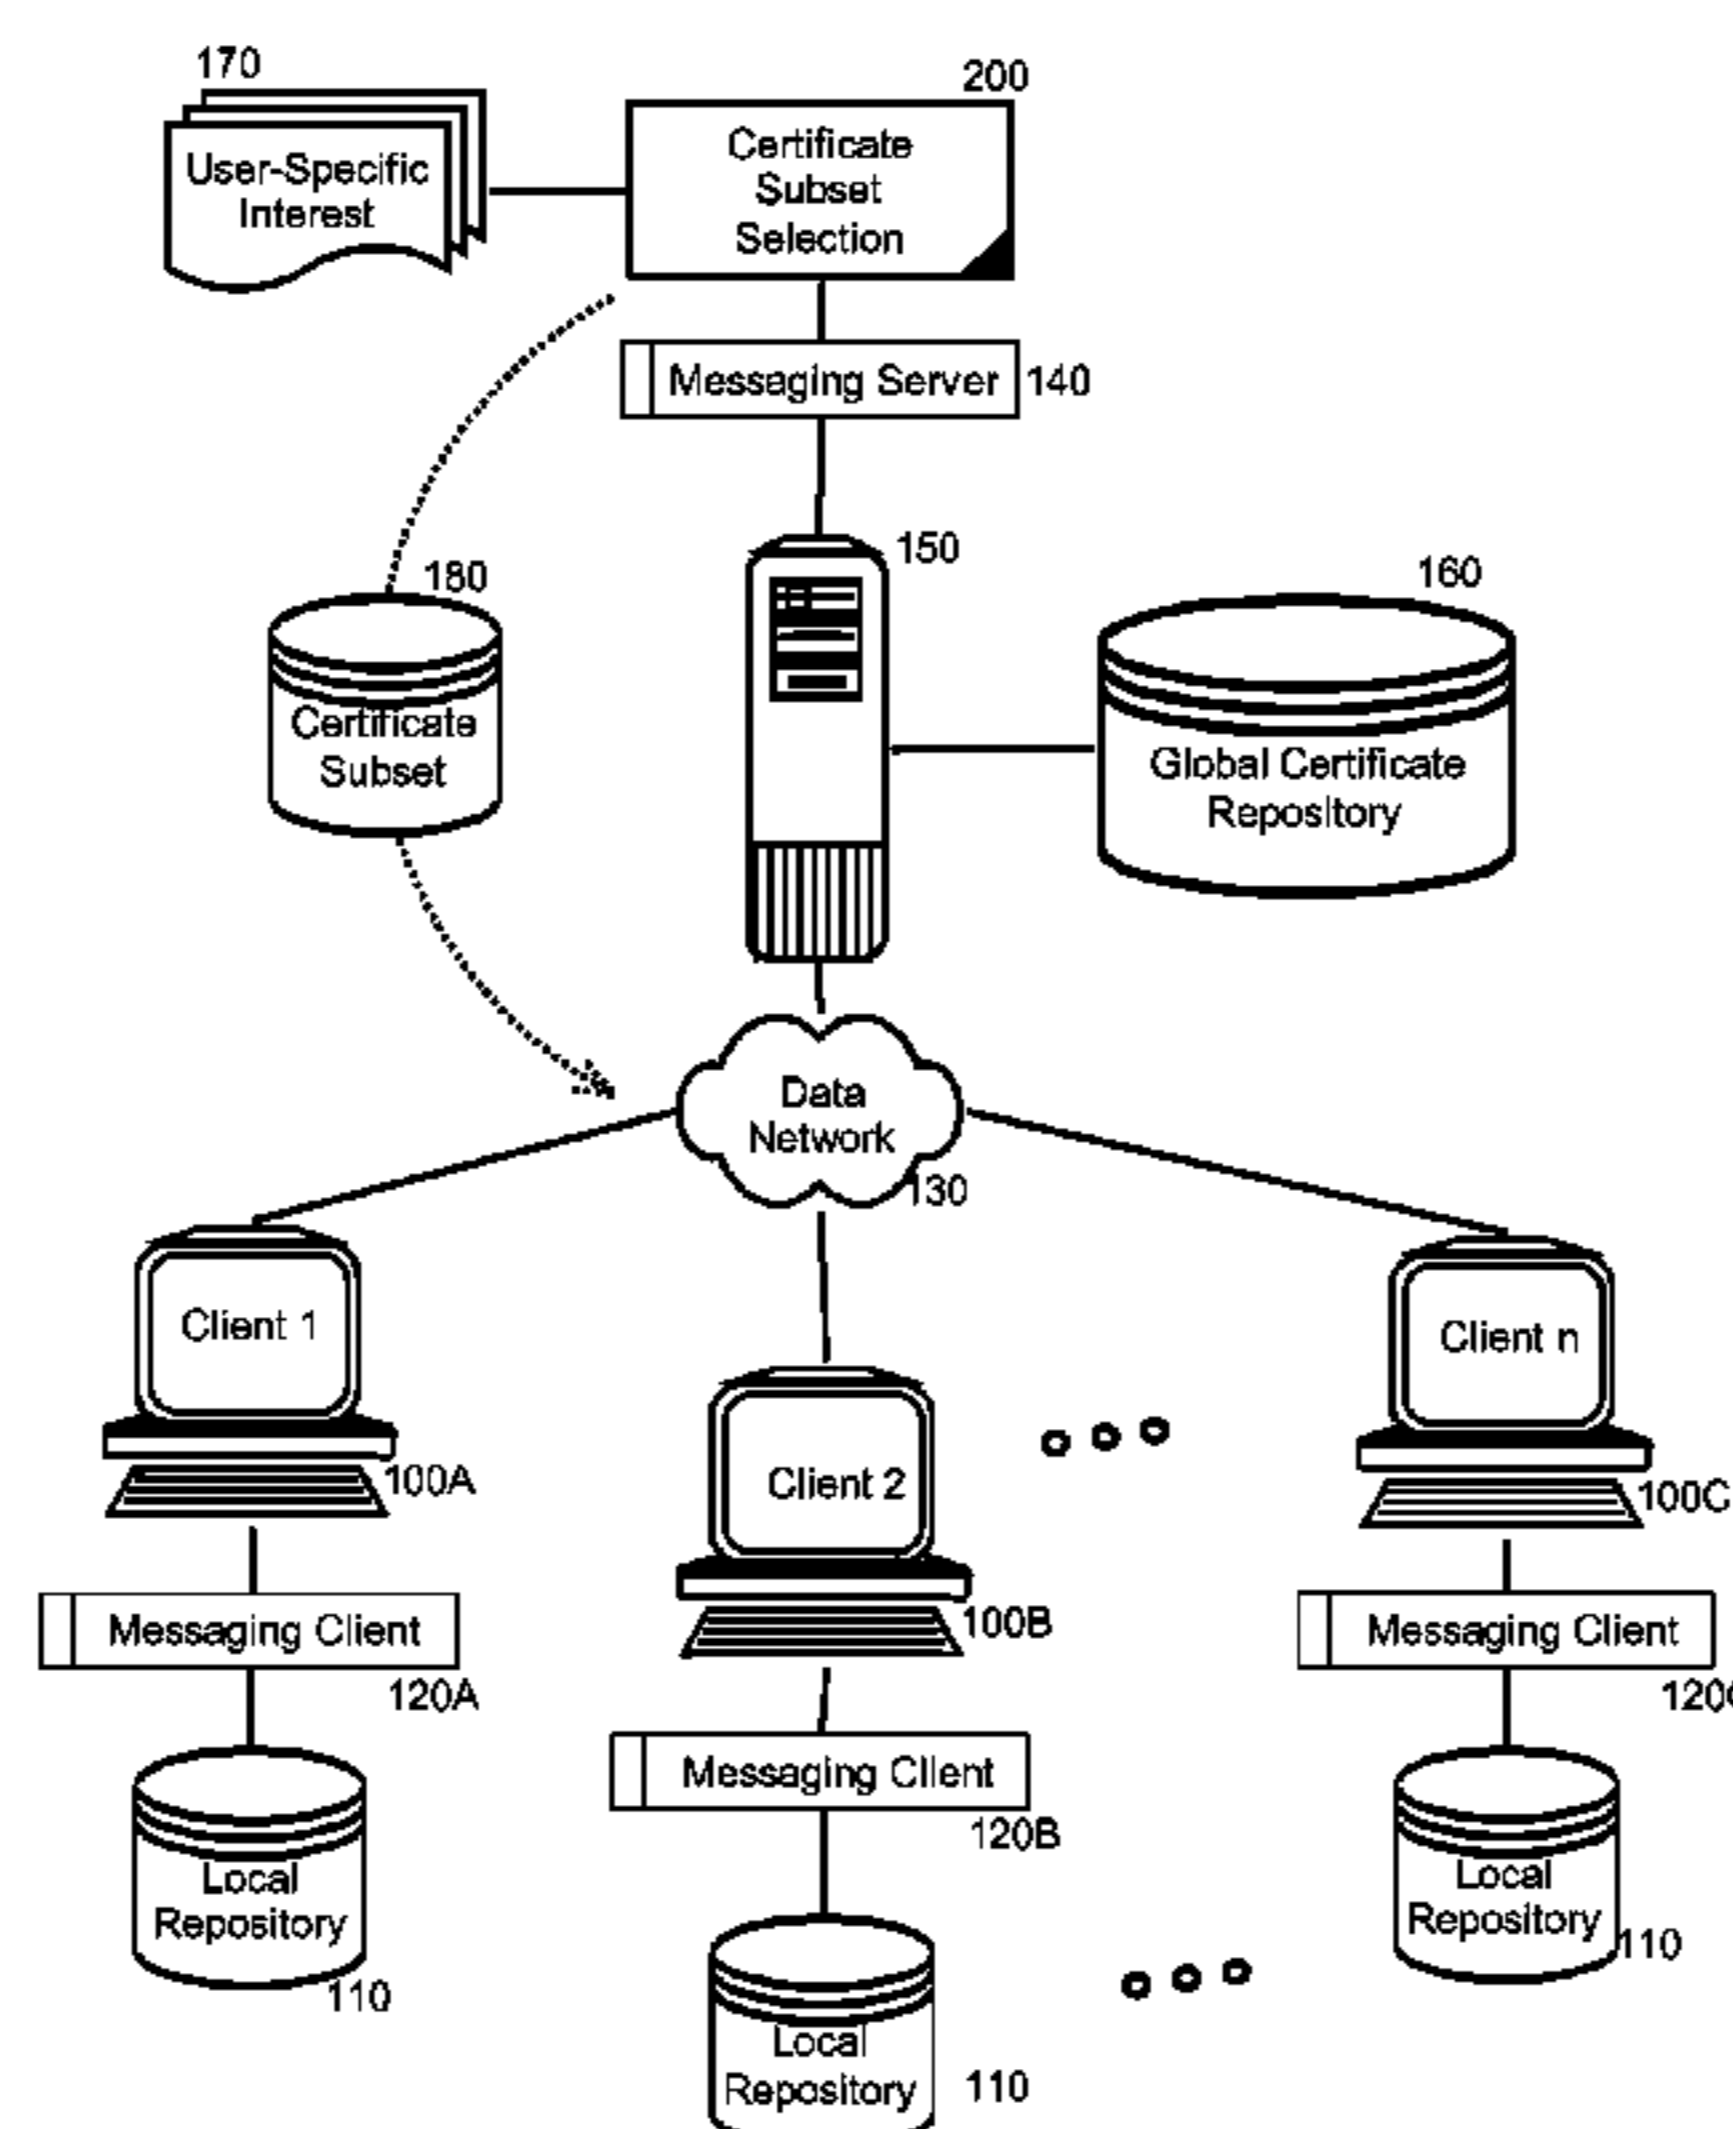 170
200
User-Specific
Interest
Certificate
Subset
Selection
Messaging Server
140
150
180
160
Certificate
Subset
Global Certificate
Repository
Data
Network
130
Client 1
Client n
Client 2
100A
100C
100B
Messaging Client
Messaging Client
120A
Messaging Client
120B
Local
Repository
110
Local
Repository
110
Local
Repository
110